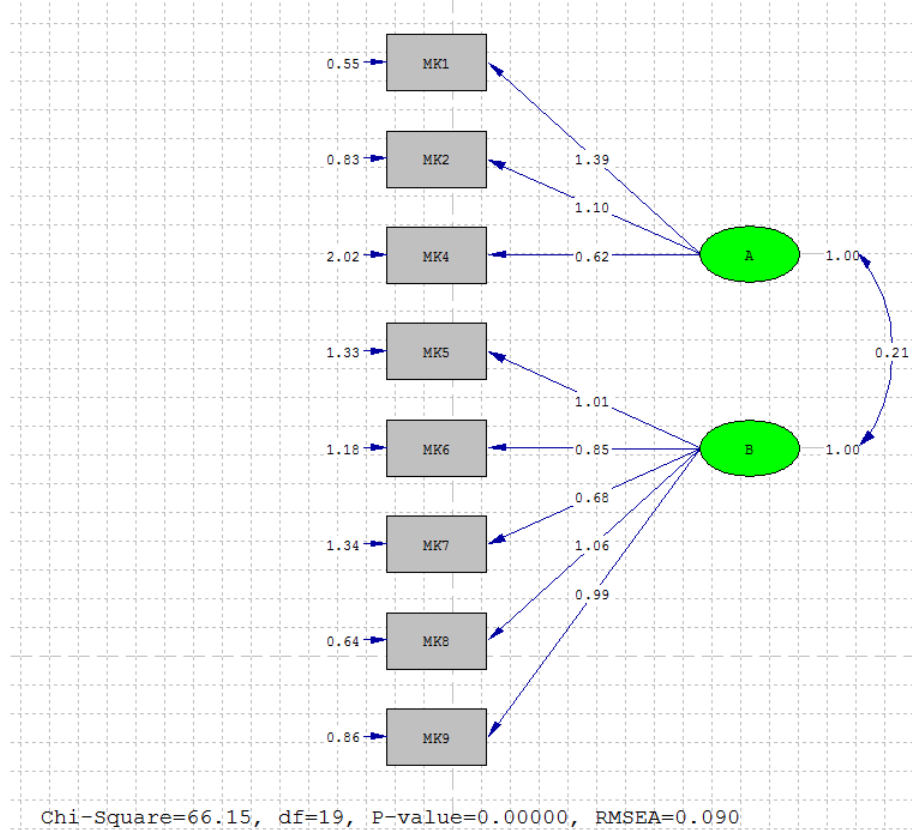 0.55 MK1
1.39
0.83 MK2
1.10
2.02 MK4 0.62 A 1.00
1.33 MK5 0.21
1.01
1.18 MK6 0.85 B 1.00
0.68
1.34 MK7 1.06
0.99
0.64 MK8
0.86 MK9
Chi-Square=66.15, df=19, P-value=0.00000, RMSEA=0.090